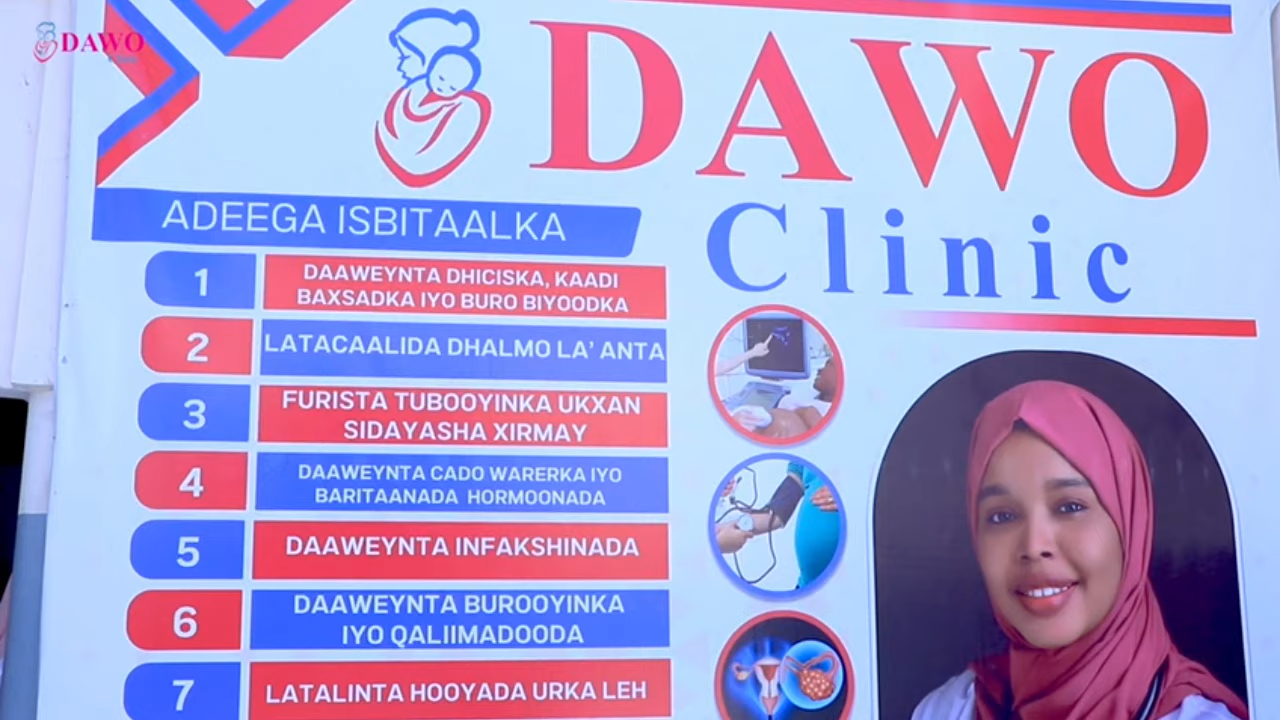 DAWO
DAWO
Clinic
ADEEGA ISBITAALKA
1 DAAWEYNTA DHICISKA, KAADI
BAXSADKA IYO BURO BIYOODKA
2 LATACAALIDA DHALMO LA' ANTA
3 FURISTA TUBOOYINKA UKXAN
SIDAYASHA XIRMAY
4 DAAWEYNTA CADO WARERKA IYO
BARITAANADA HORMOONADA
5 DAAWEYNTA INFAKSHINADA
6 DAAWEYNTA BUROOYINKA
IYO QALIIMADOODA
7 LATALINTA HOOYADA URKA LEH